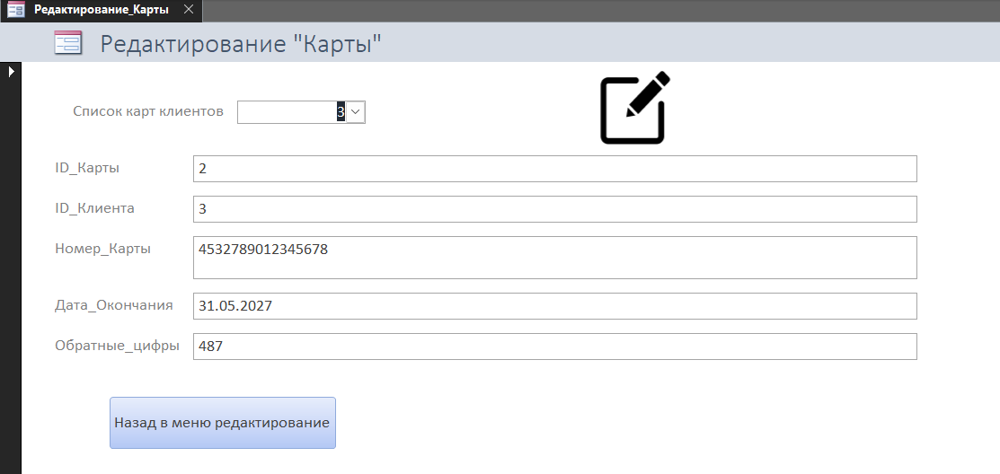 Редактирование_Карты
Редактирование "Карты"
Список карт клиентов 3
ID_Карты 2
ID_Клиента 3
Номер_Карты 4532789012345678
Дата_Окончания 31.05.2027
Обратные_цифры 487
Назад в меню редактирование